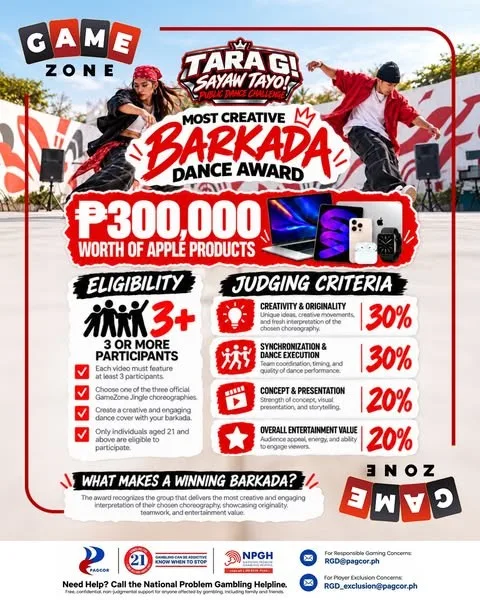 GAME
ZONE
TARA G!
SAYAW TAYO!
PUBLIC DANCE CHALLENGE
MOST CREATIVE
BARKADA
DANCE AWARD
₱300,000
WORTH OF APPLE PRODUCTS
ELIGIBILITY
3+
3 OR MORE
PARTICIPANTS
Each video must feature
at least 3 participants.
Choose one of the three official
GameZone Jingle choreographies.
Create a creative and engaging
dance cover with your barkada.
Only individuals aged 21 and
above are eligible to
participate.
JUDGING CRITERIA
CREATIVITY & ORIGINALITY
Unique ideas, creative movements,
and fresh interpretation of the
chosen choreography.
30%
SYNCHRONIZATION &
DANCE EXECUTION
Team coordination, timing, and
quality of dance performance.
30%
CONCEPT & PRESENTATION
Strength of concept, visual
presentation, and storytelling.
20%
OVERALL ENTERTAINMENT VALUE
Audience appeal, energy, and ability
to engage viewers.
20%
GAME
ZONE
WHAT MAKES A WINNING BARKADA?
The award recognizes the group that delivers the most creative and engaging
interpretation of their chosen choreography, showcasing originality,
teamwork, and entertainment value.
PAGCOR
21
GAMBLING CAN BE ADDICTIVE
KNOW WHEN TO STOP
NPGH
Need Help? Call the National Problem Gambling Helpline.
Free, confidential, non-judgmental support for anyone affected by gambling, including family and friends.
For Responsible Gaming Concerns:
RGD@pagcor.ph
For Player Exclusion Concerns:
RGD_exclusion@pagcor.ph